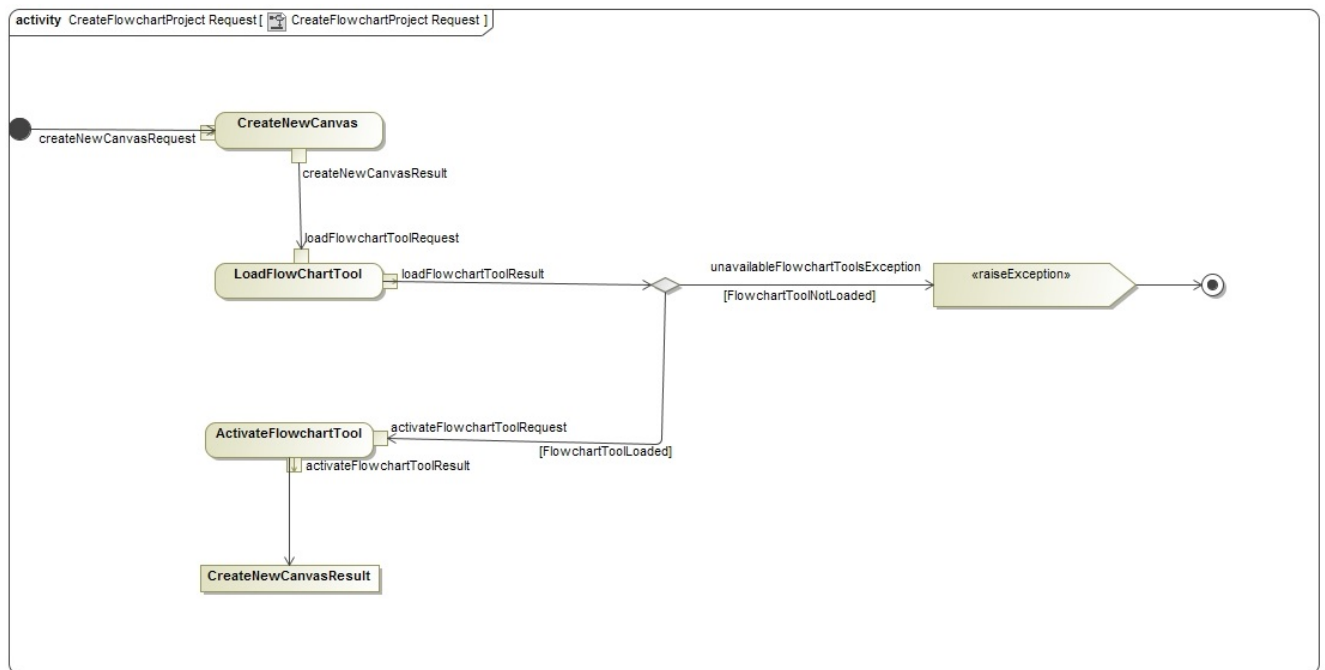 activity CreateFlowchartProject Request [ CreateFlowchartProject Request ]
CreateNewCanvas
createNewCanvasRequest
createNewCanvasResult
loadFlowchartToolRequest
LoadFlowChartTool
loadFlowchartToolResult
unavailableFlowchartToolsException
«raiseException»
[FlowchartToolNotLoaded]
ActivateFlowchartTool
activateFlowchartToolRequest
[FlowchartToolLoaded]
activateFlowchartToolResult
CreateNewCanvasResult